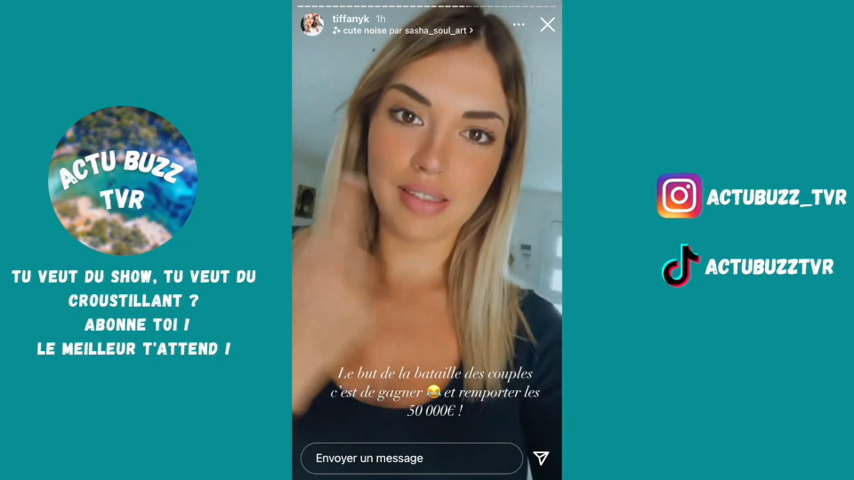 tiffanyk 1h
cute noise par sasha_soul_art >
ACTU BUZZ
TVR
TU VEUT DU SHOW, TU VEUT DU
CROUSTILLANT ?
ABONNE TOI !
LE MEILLEUR T'ATTEND !
Le but de la bataille des couples
c'est de gagner 😂 et remporter les
50 000€ !
Envoyer un message
ACTUBUZZ_TVR
ACTUBUZZTVR